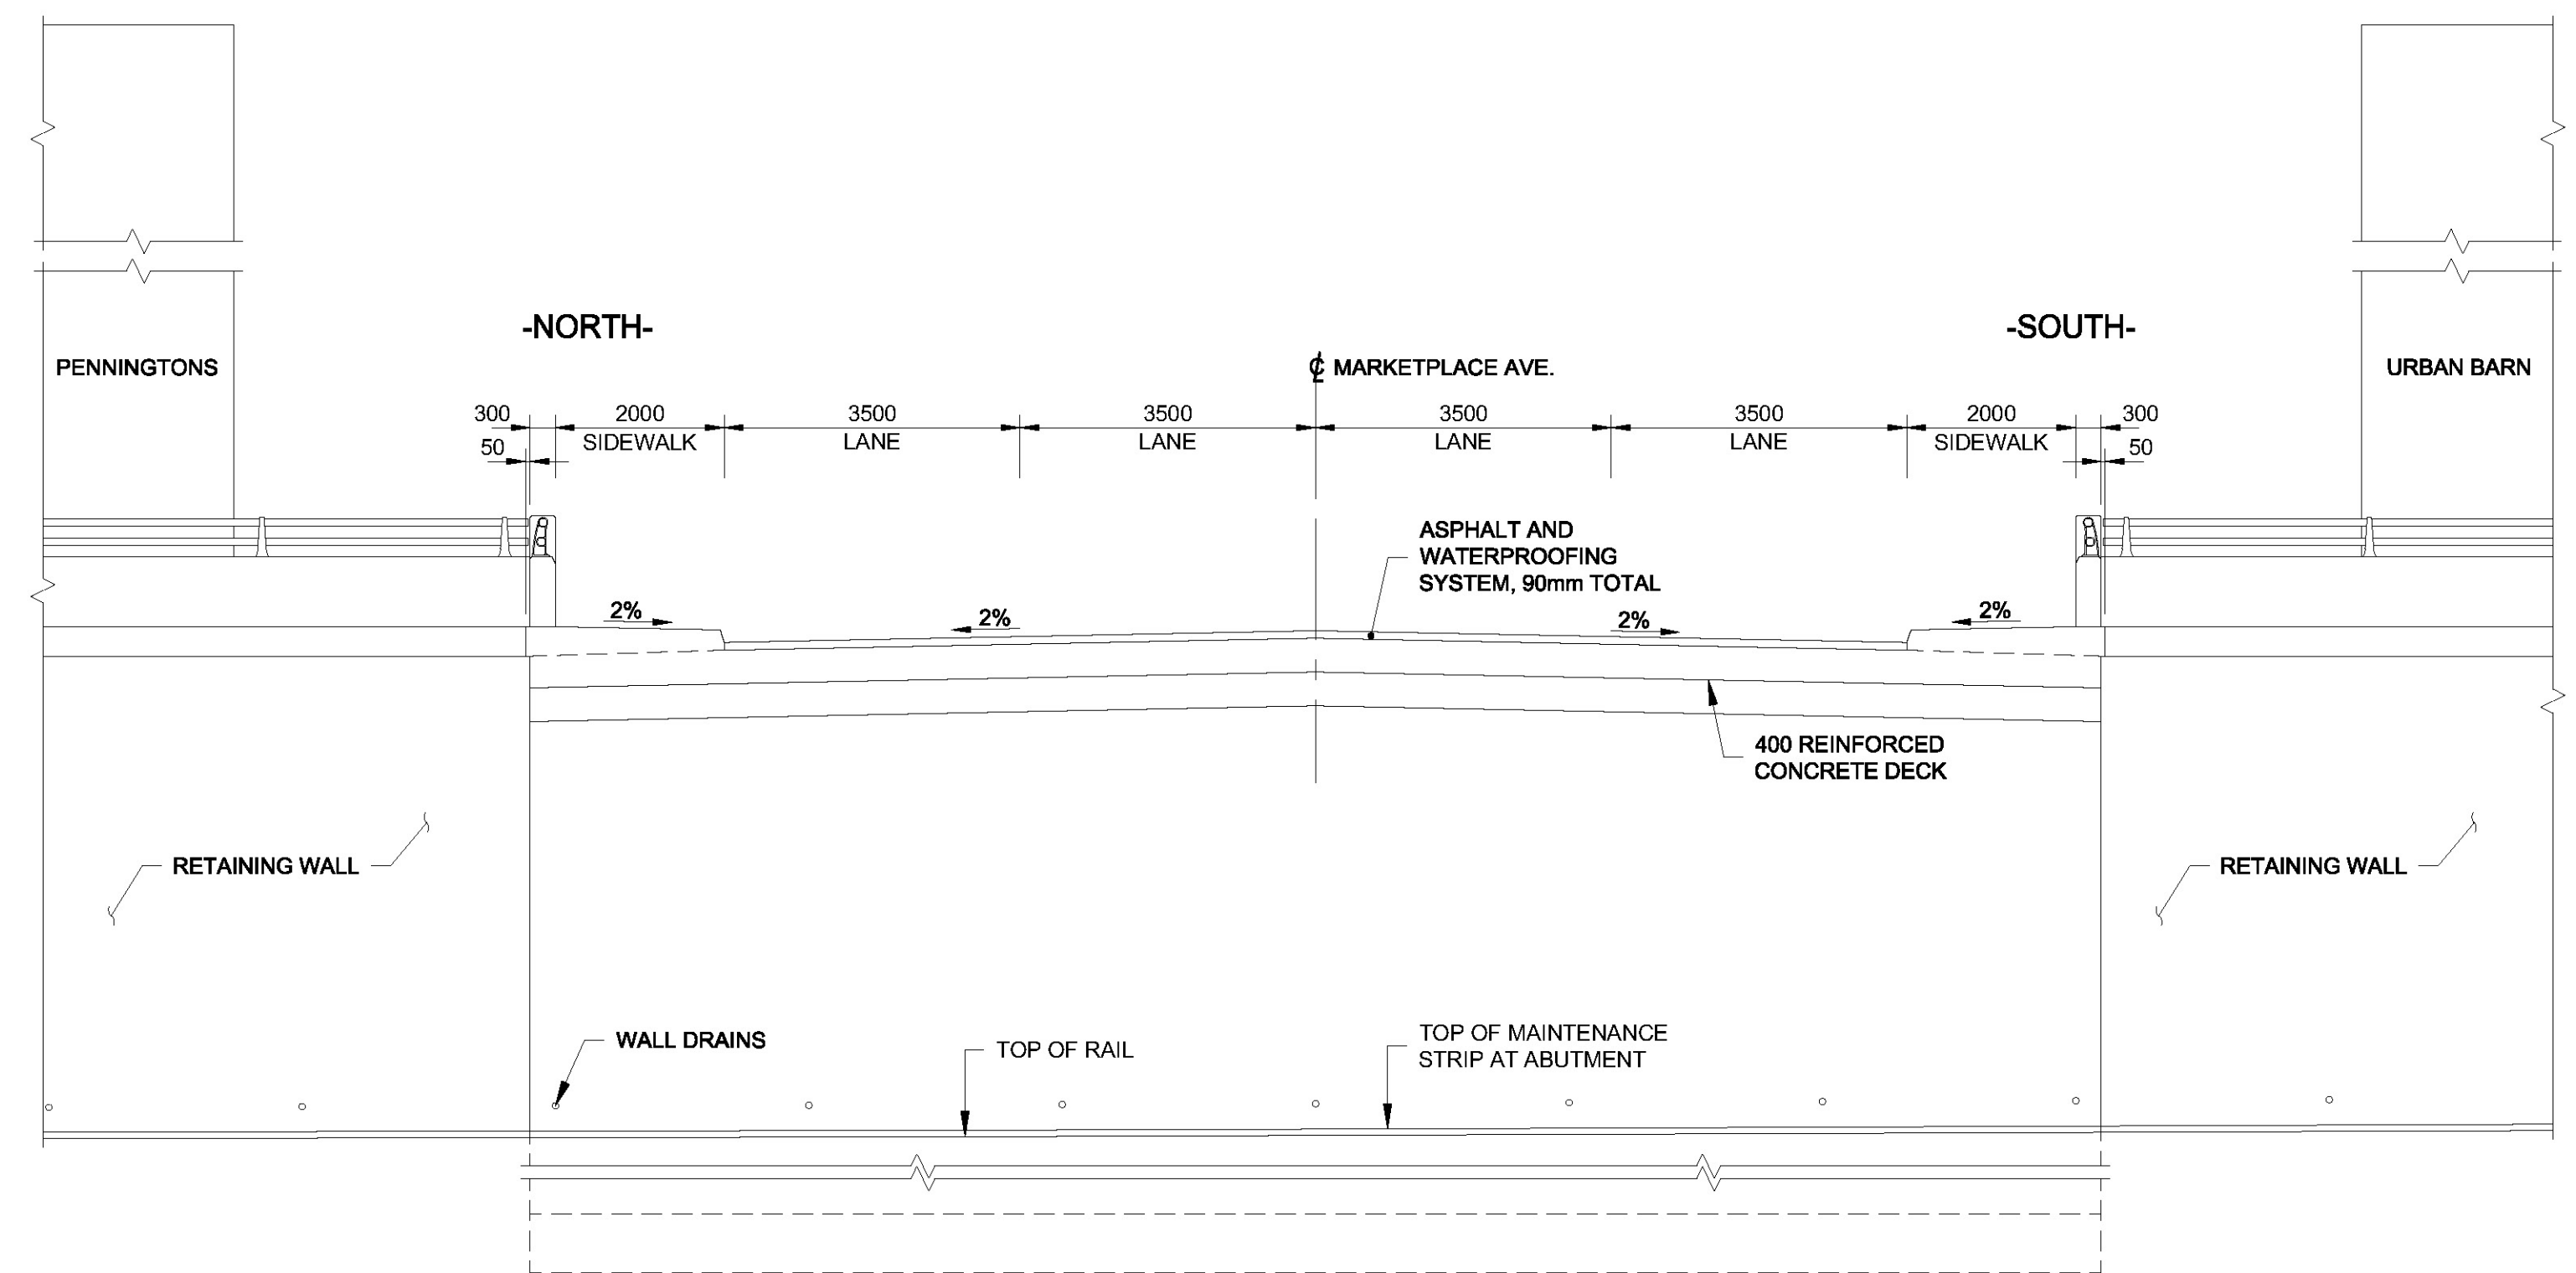 -NORTH-
-SOUTH-
PENNINGTONS
℄ MARKETPLACE AVE.
URBAN BARN
300
2000
3500
3500
3500
3500
2000
300
SIDEWALK
LANE
LANE
LANE
LANE
SIDEWALK
50
50
ASPHALT AND
WATERPROOFING
SYSTEM, 90mm TOTAL
2%
2%
2%
2%
400 REINFORCED
CONCRETE DECK
RETAINING WALL
RETAINING WALL
WALL DRAINS
TOP OF RAIL
TOP OF MAINTENANCE
STRIP AT ABUTMENT